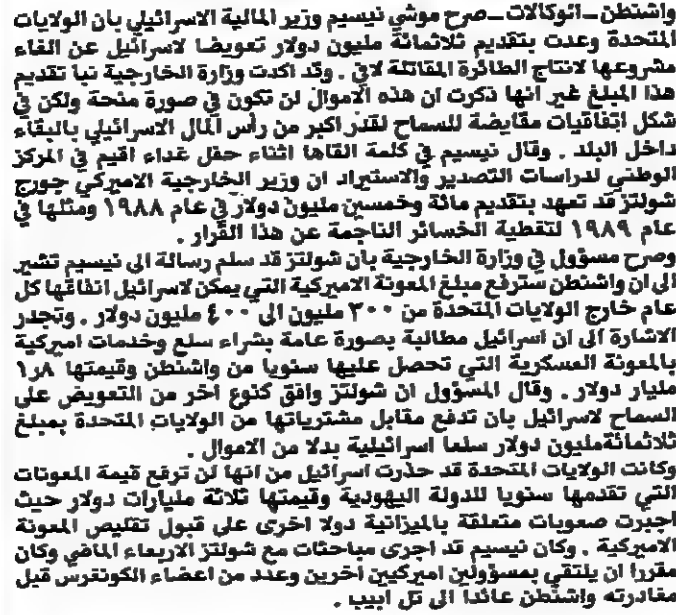 واشنطن ـ الوكالات ـ صرح موشي نيسيم وزير المالية الاسرائيلي بان الولايات
المتحدة وعدت بتقديم ثلاثمائة مليون دولار تعويضا لاسرائيل عن الغاء
مشروعها لانتاج الطائرة المقاتلة لافي . وقد اكدت وزارة الخارجية نبا تقديم
هذا المبلغ غير انها ذكرت ان هذه الاموال لن تكون في صورة منحة ولكن في
شكل اتفاقيات مقايضة للسماح لقدر اكبر من رأس المال الاسرائيلي بالبقاء
داخل البلد . وقال نيسيم في كلمة القاها اثناء حفل غداء اقيم في المركز
الوطني لدراسات التصدير والاستيراد ان وزير الخارجية الاميركي جورج
شولتز قد تعهد بتقديم مائة وخمسين مليون دولار في عام ١٩٨٨ ومثلها في
عام ١٩٨٩ لتغطية الخسائر الناجمة عن هذا القرار .
وصرح مسؤول في وزارة الخارجية بان شولتز قد سلم رسالة الى نيسيم تشير
الى ان واشنطن سترفع مبلغ المعونة الاميركية التي يمكن لاسرائيل انفاقها كل
عام خارج الولايات المتحدة من ٣٠٠ مليون الى ٤٠٠ مليون دولار . وتجدر
الاشارة الى ان اسرائيل مطالبة بصورة عامة بشراء سلع وخدمات اميركية
بالمعونة العسكرية التي تحصل عليها سنويا من واشنطن وقيمتها ١٫٨
مليار دولار . وقال المسؤول ان شولتز وافق كنوع اخر من التعويض على
السماح لاسرائيل بان تدفع مقابل مشترياتها من الولايات المتحدة بمبلغ
ثلاثمائةمليون دولار سلعا اسرائيلية بدلا من الاموال .
وكانت الولايات المتحدة قد حذرت اسرائيل من انها لن ترفع قيمة المعونات
التي تقدمها سنويا للدولة اليهودية وقيمتها ثلاثة مليارات دولار حيث
اجبرت صعوبات متعلقة بالميزانية دولا اخرى على قبول تقليص المعونة
الاميركية . وكان نيسيم قد اجرى مباحثات مع شولتز الاربعاء الماضي وكان
مقررا ان يلتقي بمسؤولين اميركيين آخرين وعدد من اعضاء الكونغرس قبل
مغادرته واشنطن عائدا الى تل ابيب .